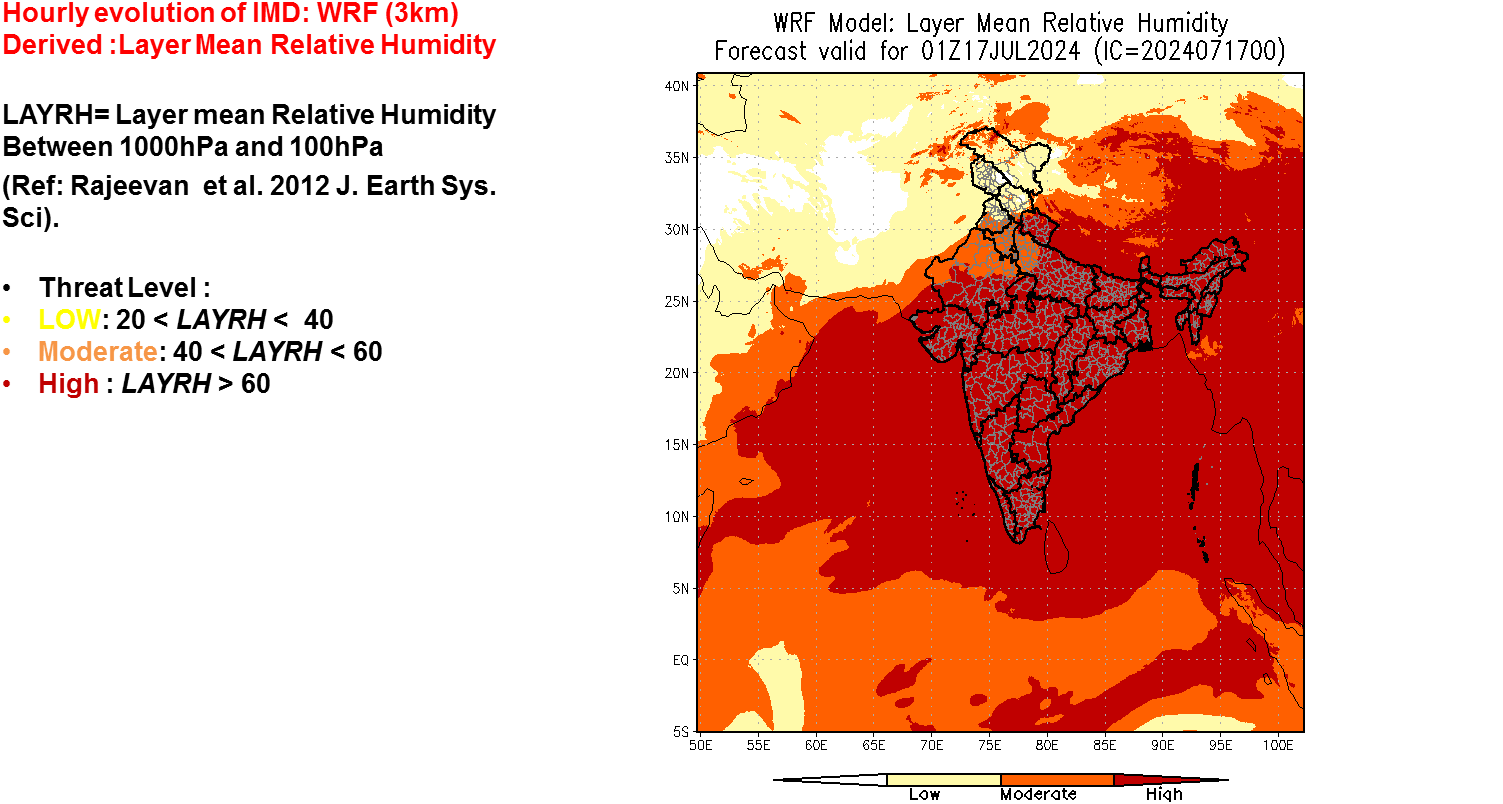 Hourly evolution of IMD: WRF (3km)
Derived :Layer Mean Relative Humidity
LAYRH= Layer mean Relative Humidity
Between 1000hPa and 100hPa
(Ref: Rajeevan et al. 2012 J. Earth Sys.
Sci).
• Threat Level :
• LOW: 20 < LAYRH < 40
• Moderate: 40 < LAYRH < 60
• High : LAYRH > 60
WRF Model: Layer Mean Relative Humidity
Forecast valid for 01Z17JUL2024 (IC=2024071700)
40N
35N
30N
25N
20N
15N
10N
5N
EQ
5S
50E 55E 60E 65E 70E 75E 80E 85E 90E 95E 100E
Low Moderate High